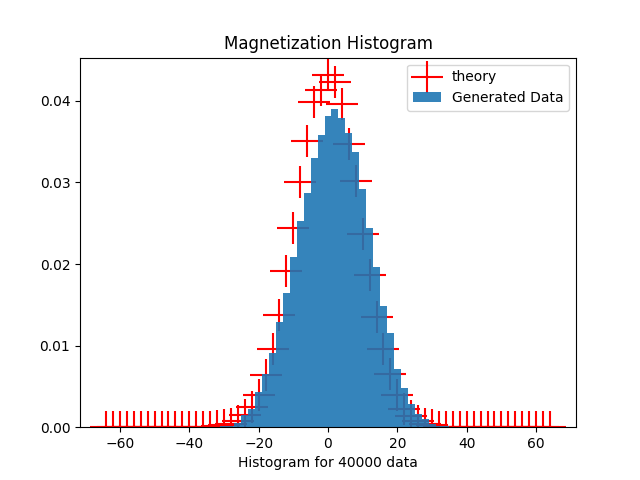 Magnetization Histogram
theory
Generated Data
0.04
0.03
0.02
0.01
0.00
−60 −40 −20 0 20 40 60
Histogram for 40000 data